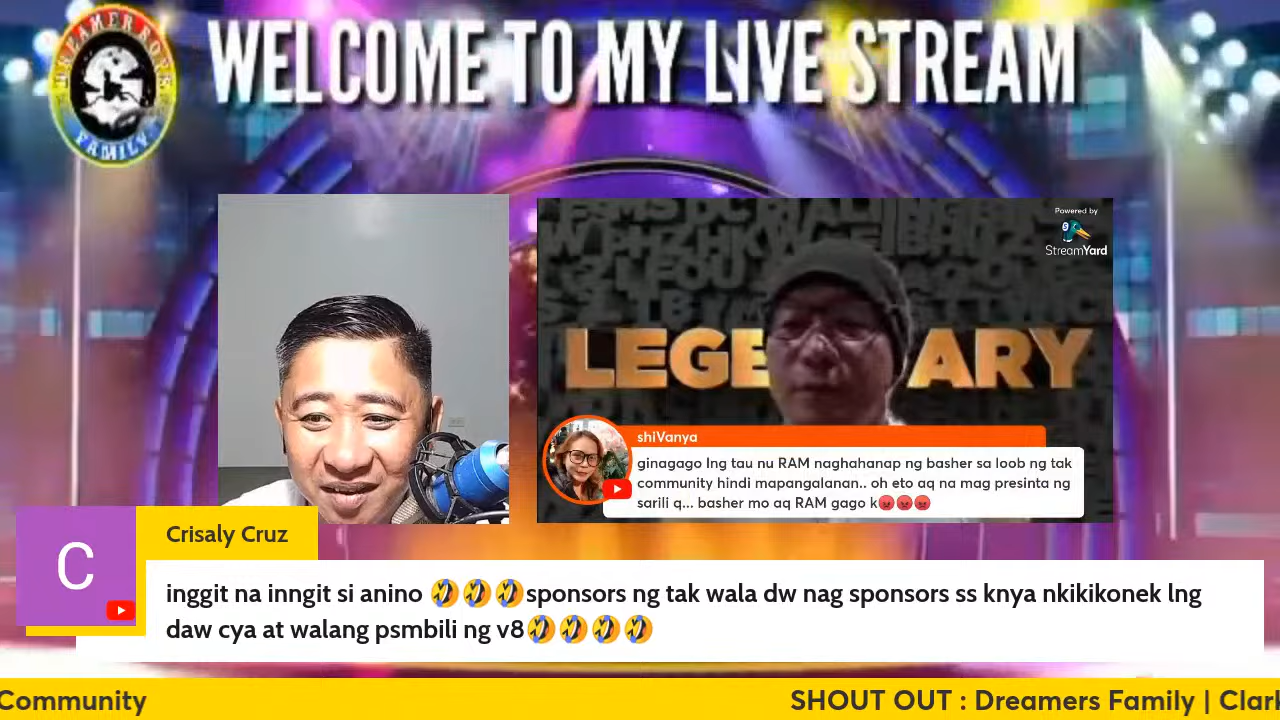 WELCOME TO MY LIVE STREAM
DREAMER BOYS
FAMILY
Powered by
StreamYard
LEGE ARY
shiVanya
ginagago lng tau nu RAM naghahanap ng basher sa loob ng tak
community hindi mapangalanan.. oh eto aq na mag presinta ng
sarili q... basher mo aq RAM gago k😡😡😡
C
Crisaly Cruz
inggit na inngit si anino 🤣🤣🤣sponsors ng tak wala dw nag sponsors ss knya nkikikonek lng
daw cya at walang psmbili ng v8🤣🤣🤣🤣
Community
SHOUT OUT : Dreamers Family | Clark